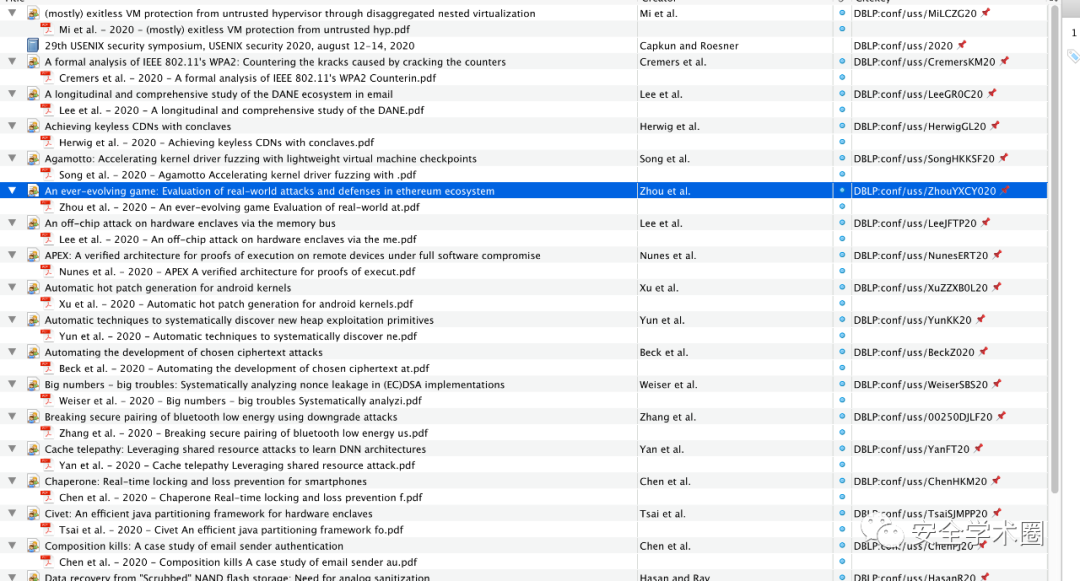 (mostly) exitless VM protection from untrusted hypervisor through disaggregated nested virtualization Mi et al. DBLP:conf/uss/MiLCZG20
Mi et al. - 2020 - (mostly) exitless VM protection from untrusted hyp.pdf
29th USENIX security symposium, USENIX security 2020, august 12-14, 2020 Capkun and Roesner DBLP:conf/uss/2020
1
A formal analysis of IEEE 802.11's WPA2: Countering the kracks caused by cracking the counters Cremers et al. DBLP:conf/uss/CremersKM20
Cremers et al. - 2020 - A formal analysis of IEEE 802.11's WPA2 Counterin.pdf
A longitudinal and comprehensive study of the DANE ecosystem in email Lee et al. DBLP:conf/uss/LeeGR0C20
Lee et al. - 2020 - A longitudinal and comprehensive study of the DANE.pdf
Achieving keyless CDNs with conclaves Herwig et al. DBLP:conf/uss/HerwigGL20
Herwig et al. - 2020 - Achieving keyless CDNs with conclaves.pdf
Agamotto: Accelerating kernel driver fuzzing with lightweight virtual machine checkpoints Song et al. DBLP:conf/uss/SongHKKSF20
Song et al. - 2020 - Agamotto Accelerating kernel driver fuzzing with .pdf
An ever-evolving game: Evaluation of real-world attacks and defenses in ethereum ecosystem Zhou et al. DBLP:conf/uss/ZhouYXCY020
Zhou et al. - 2020 - An ever-evolving game Evaluation of real-world at.pdf
An off-chip attack on hardware enclaves via the memory bus Lee et al. DBLP:conf/uss/LeeJFTP20
Lee et al. - 2020 - An off-chip attack on hardware enclaves via the me.pdf
APEX: A verified architecture for proofs of execution on remote devices under full software compromise Nunes et al. DBLP:conf/uss/NunesERT20
Nunes et al. - 2020 - APEX A verified architecture for proofs of execut.pdf
Automatic hot patch generation for android kernels Xu et al. DBLP:conf/uss/XuZZXB0L20
Xu et al. - 2020 - Automatic hot patch generation for android kernels.pdf
Automatic techniques to systematically discover new heap exploitation primitives Yun et al. DBLP:conf/uss/YunKK20
Yun et al. - 2020 - Automatic techniques to systematically discover ne.pdf
Automating the development of chosen ciphertext attacks Beck et al. DBLP:conf/uss/BeckZ020
Beck et al. - 2020 - Automating the development of chosen ciphertext at.pdf
Big numbers - big troubles: Systematically analyzing nonce leakage in (EC)DSA implementations Weiser et al. DBLP:conf/uss/WeiserSBS20
Weiser et al. - 2020 - Big numbers - big troubles Systematically analyzi.pdf
Breaking secure pairing of bluetooth low energy using downgrade attacks Zhang et al. DBLP:conf/uss/00250DJLF20
Zhang et al. - 2020 - Breaking secure pairing of bluetooth low energy us.pdf
Cache telepathy: Leveraging shared resource attacks to learn DNN architectures Yan et al. DBLP:conf/uss/YanFT20
Yan et al. - 2020 - Cache telepathy Leveraging shared resource attack.pdf
Chaperone: Real-time locking and loss prevention for smartphones Chen et al. DBLP:conf/uss/ChenHKM20
Chen et al. - 2020 - Chaperone Real-time locking and loss prevention f.pdf
Civet: An efficient java partitioning framework for hardware enclaves Tsai et al. DBLP:conf/uss/TsaiSJMPP20
Tsai et al. - 2020 - Civet An efficient java partitioning framework fo.pdf
安全学术圈
Composition kills: A case study of email sender authentication Chen et al. DBLP:conf/uss/ChenPJ20
Chen et al. - 2020 - Composition kills A case study of email sender au.pdf
Data recovery from "Scrubbed" NAND flash storage: Need for analog sanitization Hasan and Ray DBLP:conf/uss/HasanR20